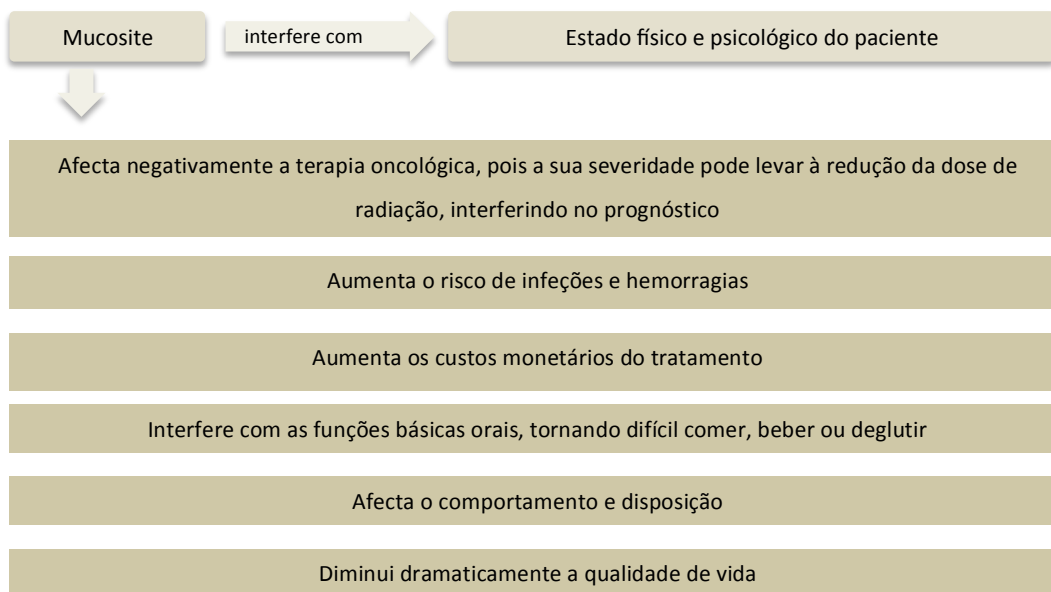 Mucosite
interfere com
Estado físico e psicológico do paciente
Afecta negativamente a terapia oncológica, pois a sua severidade pode levar à redução da dose de
radiação, interferindo no prognóstico
Aumenta o risco de infeções e hemorragias
Aumenta os custos monetários do tratamento
Interfere com as funções básicas orais, tornando difícil comer, beber ou deglutir
Afecta o comportamento e disposição
Diminui dramaticamente a qualidade de vida